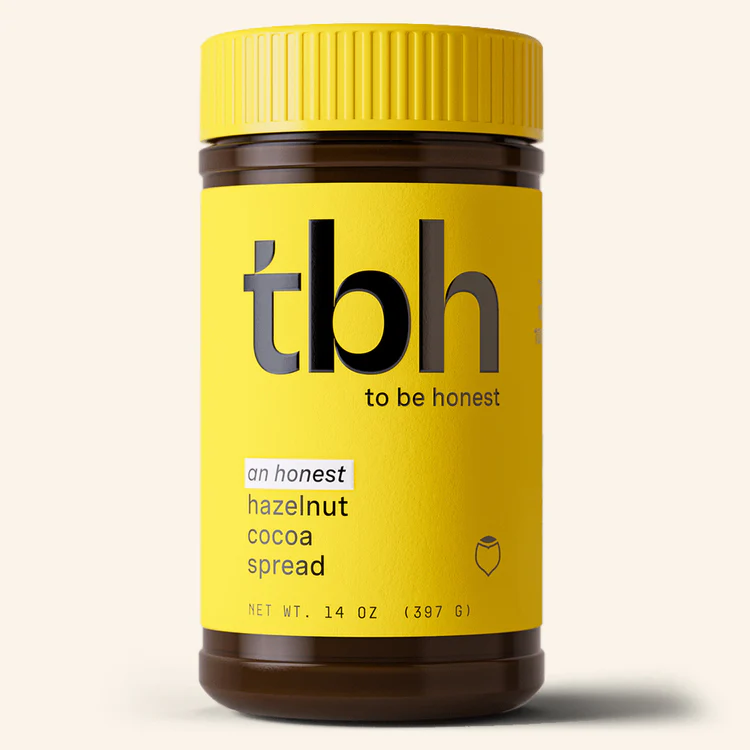 tbh
to be honest
an honest
hazelnut
cocoa
spread
NET WT. 14 OZ (397 G)